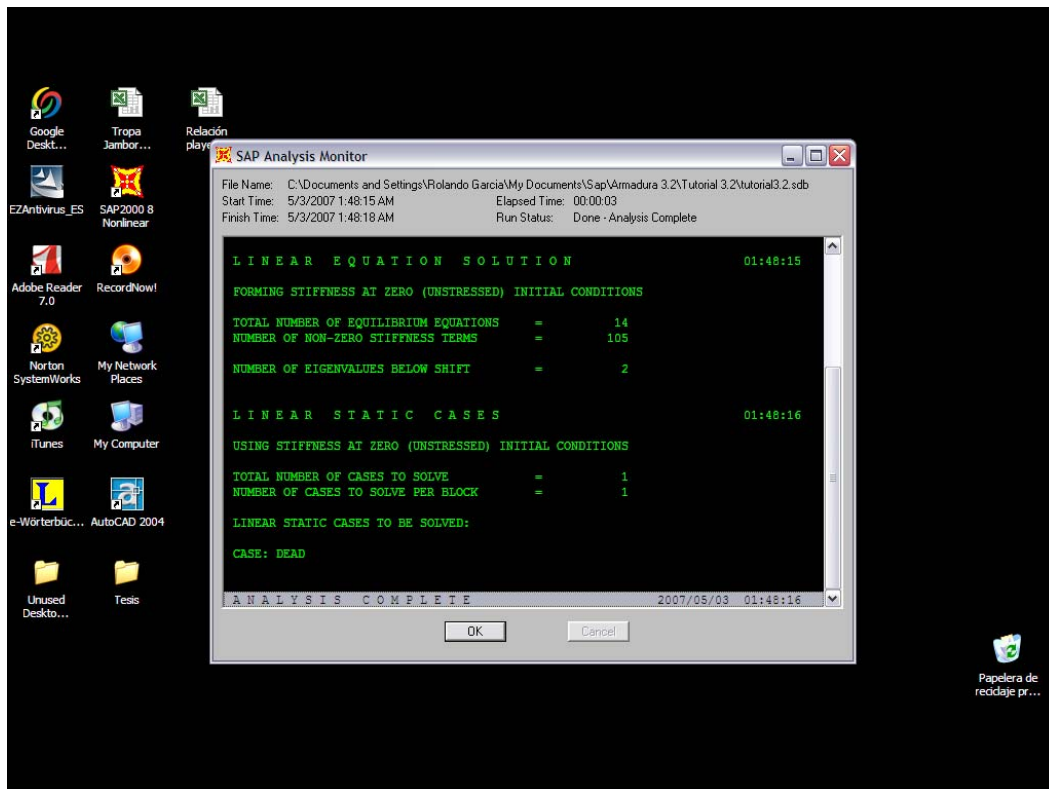 Google
Deskt...
Tropa
Jambor...
Relación
playe
EZAntivirus_ES
SAP2000 8
Nonlinear
Adobe Reader
7.0
RecordNow!
Norton
SystemWorks
My Network
Places
iTunes
My Computer
e-Wörterbüc...
AutoCAD 2004
Unused
Deskto...
Tesis
SAP Analysis Monitor
File Name: C:\Documents and Settings\Rolando Garcia\My Documents\Sap\Armadura 3.2\Tutorial 3.2\tutorial3.2.sdb
Start Time: 5/3/2007 1:48:15 AM Elapsed Time: 00:00:03
Finish Time: 5/3/2007 1:48:18 AM Run Status: Done - Analysis Complete
L I N E A R   E Q U A T I O N   S O L U T I O N 01:48:15
FORMING STIFFNESS AT ZERO (UNSTRESSED) INITIAL CONDITIONS
TOTAL NUMBER OF EQUILIBRIUM EQUATIONS = 14
NUMBER OF NON-ZERO STIFFNESS TERMS = 105
NUMBER OF EIGENVALUES BELOW SHIFT = 2
L I N E A R   S T A T I C   C A S E S 01:48:16
USING STIFFNESS AT ZERO (UNSTRESSED) INITIAL CONDITIONS
TOTAL NUMBER OF CASES TO SOLVE = 1
NUMBER OF CASES TO SOLVE PER BLOCK = 1
LINEAR STATIC CASES TO BE SOLVED:
CASE: DEAD
A N A L Y S I S   C O M P L E T E 2007/05/03 01:48:16
OK
Cancel
Papelera de
reciclaje pr...